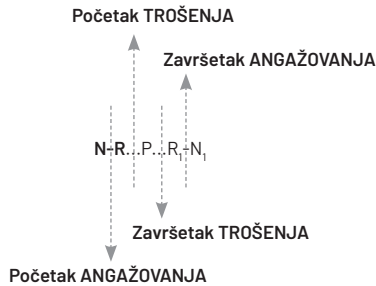 Početak TROŠENJA
Završetak ANGAŽOVANJA
N-R...P...R₁-N₁
Završetak TROŠENJA
Početak ANGAŽOVANJA